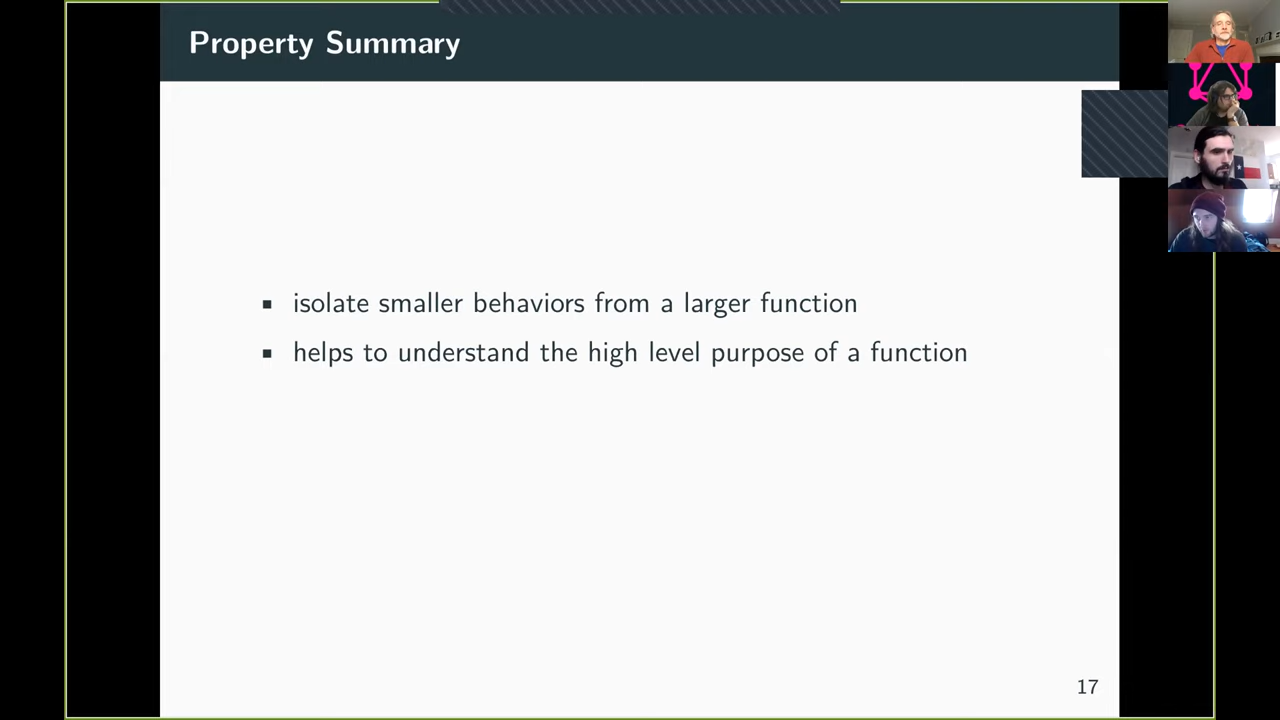 Property Summary
▪ isolate smaller behaviors from a larger function
▪ helps to understand the high level purpose of a function
17